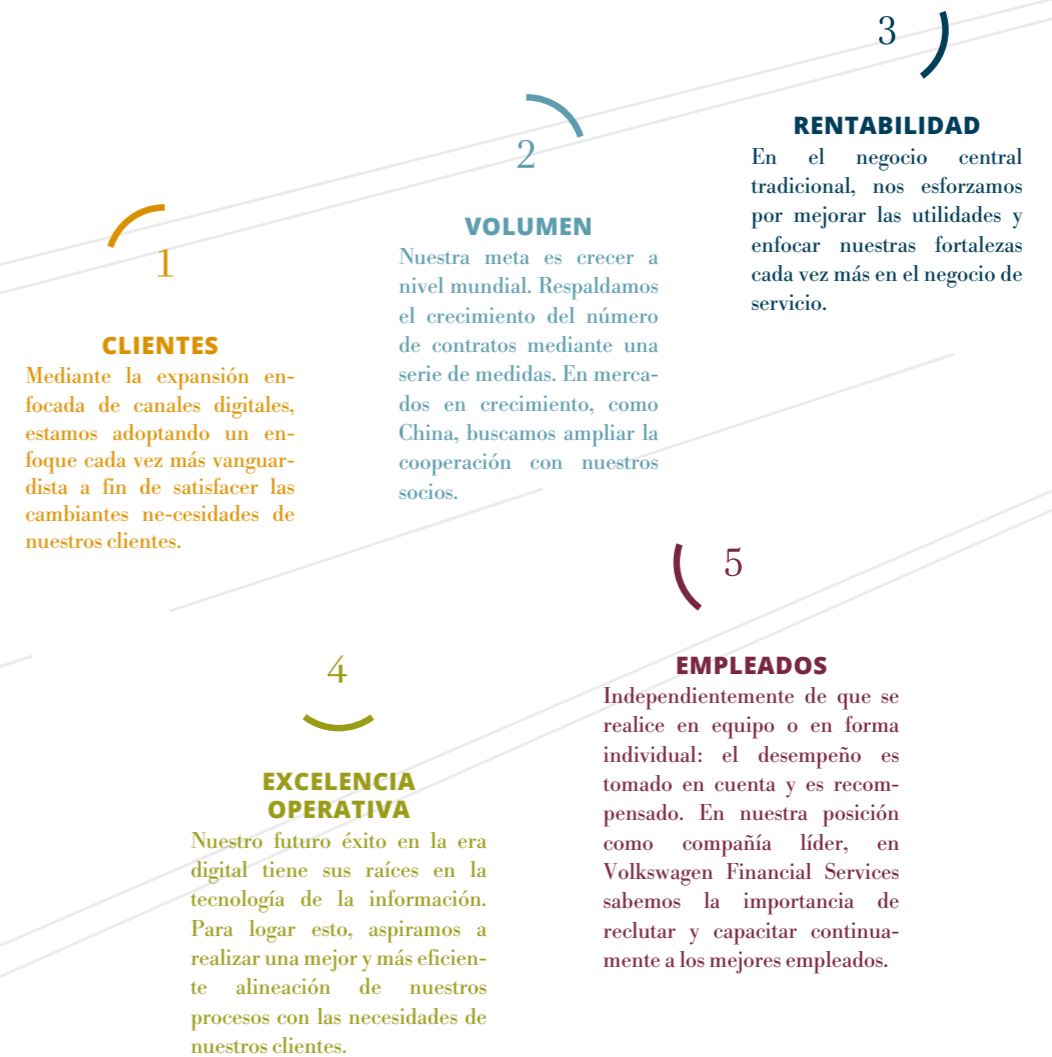 1
CLIENTES
Mediante la expansión en-
focada de canales digitales,
estamos adoptando un en-
foque cada vez más vanguar-
dista a fin de satisfacer las
cambiantes ne-cesidades de
nuestros clientes.
2
VOLUMEN
Nuestra meta es crecer a
nivel mundial. Respaldamos
el crecimiento del número
de contratos mediante una
serie de medidas. En merca-
dos en crecimiento, como
China, buscamos ampliar la
cooperación con nuestros
socios.
3
RENTABILIDAD
En el negocio central
tradicional, nos esforzamos
por mejorar las utilidades y
enfocar nuestras fortalezas
cada vez más en el negocio de
servicio.
4
EXCELENCIA
OPERATIVA
Nuestro futuro éxito en la era
digital tiene sus raíces en la
tecnología de la información.
Para logar esto, aspiramos a
realizar una mejor y más eficien-
te alineación de nuestros
procesos con las necesidades de
nuestros clientes.
5
EMPLEADOS
Independientemente de que se
realice en equipo o en forma
individual: el desempeño es
tomado en cuenta y es recom-
pensado. En nuestra posición
como compañía líder, en
Volkswagen Financial Services
sabemos la importancia de
reclutar y capacitar continua-
mente a los mejores empleados.